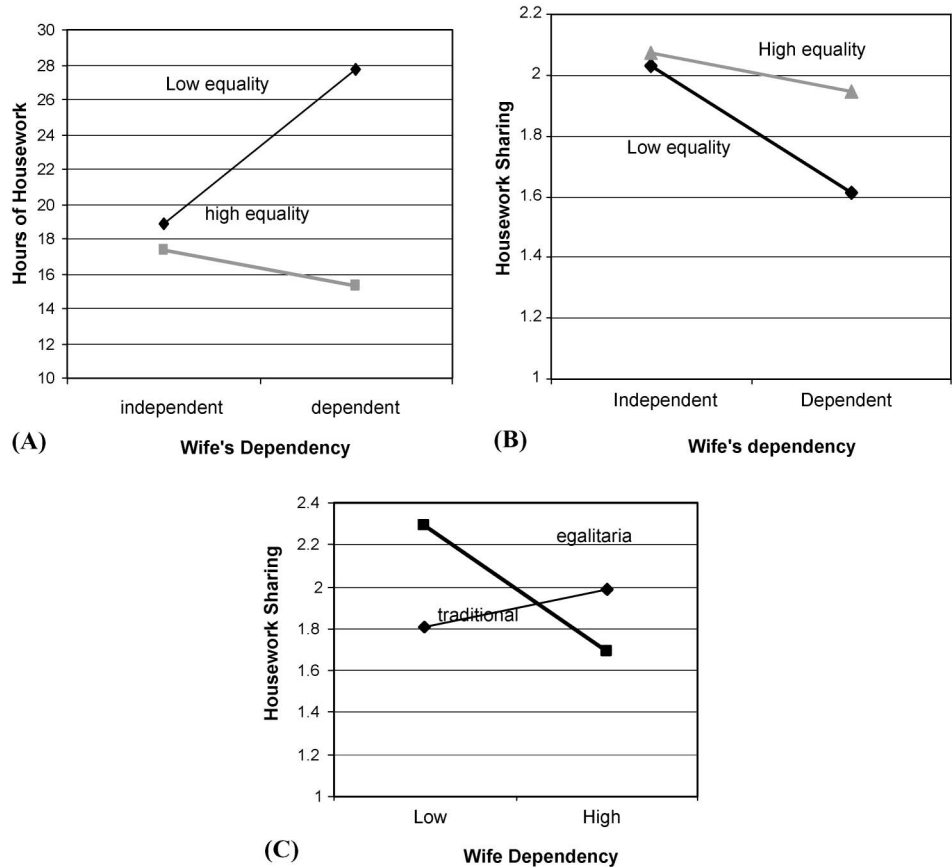 30
28
26
24
22
20
18
16
14
12
10
Hours of Housework
Low equality
high equality
independent dependent
(A)
Wife's Dependency
2.2
2
1.8
1.6
1.4
1.2
1
Housework Sharing
High equality
Low equality
Independent Dependent
(B)
Wife's dependency
2.4
2.2
2
1.8
1.6
1.4
1.2
1
Housework Sharing
egalitaria
traditional
Low High
(C)
Wife Dependency